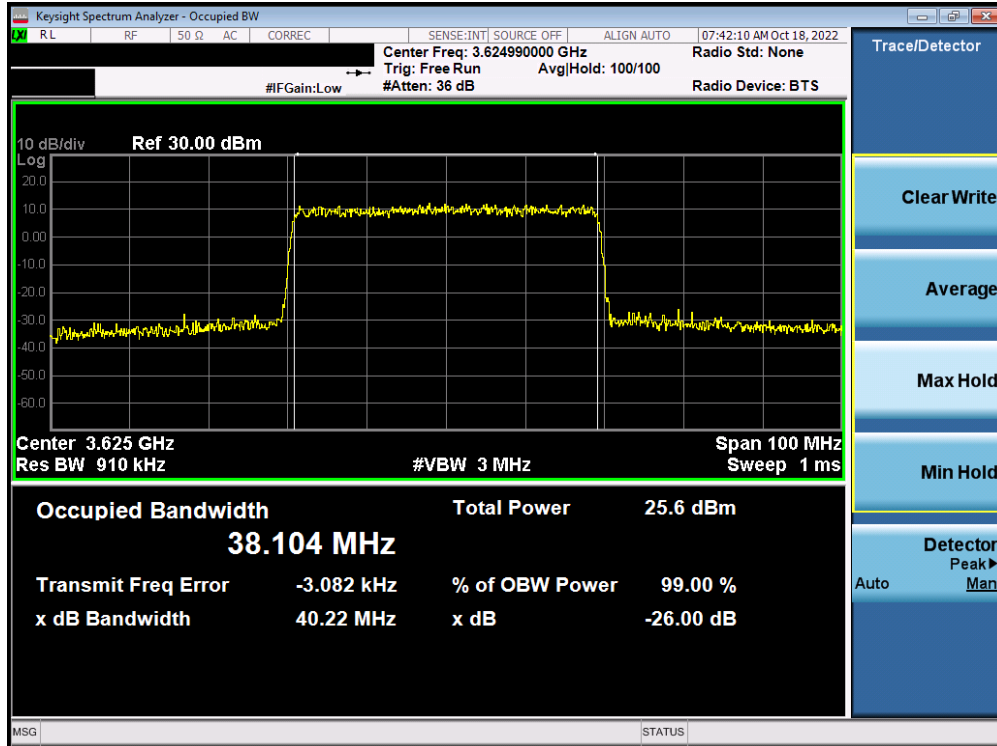 Keysight Spectrum Analyzer - Occupied BW
LXI RL RF 50 Ω AC CORREC SENSE:INT SOURCE OFF ALIGN AUTO 07:42:10 AM Oct 18, 2022
Center Freq: 3.624990000 GHz Radio Std: None
Trig: Free Run Avg|Hold: 100/100
#IFGain:Low #Atten: 36 dB Radio Device: BTS
Trace/Detector
10 dB/div Ref 30.00 dBm
Log
20.0
10.0
0.00
-10.0
-20.0
-30.0
-40.0
-50.0
-60.0
Center 3.625 GHz Span 100 MHz
Res BW 910 kHz #VBW 3 MHz Sweep 1 ms
Occupied Bandwidth Total Power 25.6 dBm
38.104 MHz
Transmit Freq Error -3.082 kHz % of OBW Power 99.00 %
x dB Bandwidth 40.22 MHz x dB -26.00 dB
Clear Write
Average
Max Hold
Min Hold
Detector
Peak▶
Auto Man
MSG STATUS